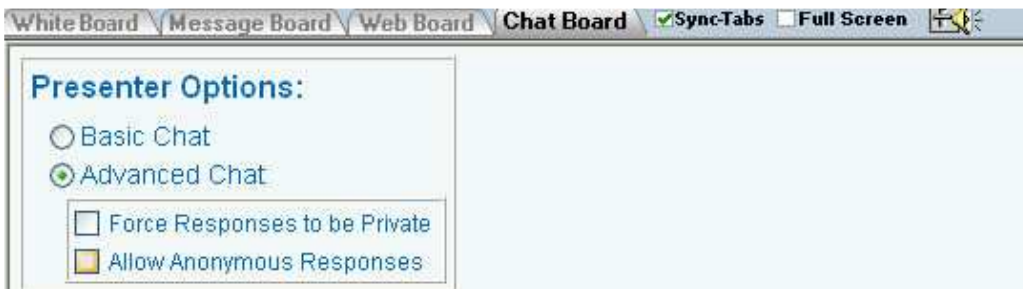 White Board Message Board Web Board Chat Board Sync-Tabs Full Screen
Presenter Options:
Basic Chat
Advanced Chat
Force Responses to be Private
Allow Anonymous Responses